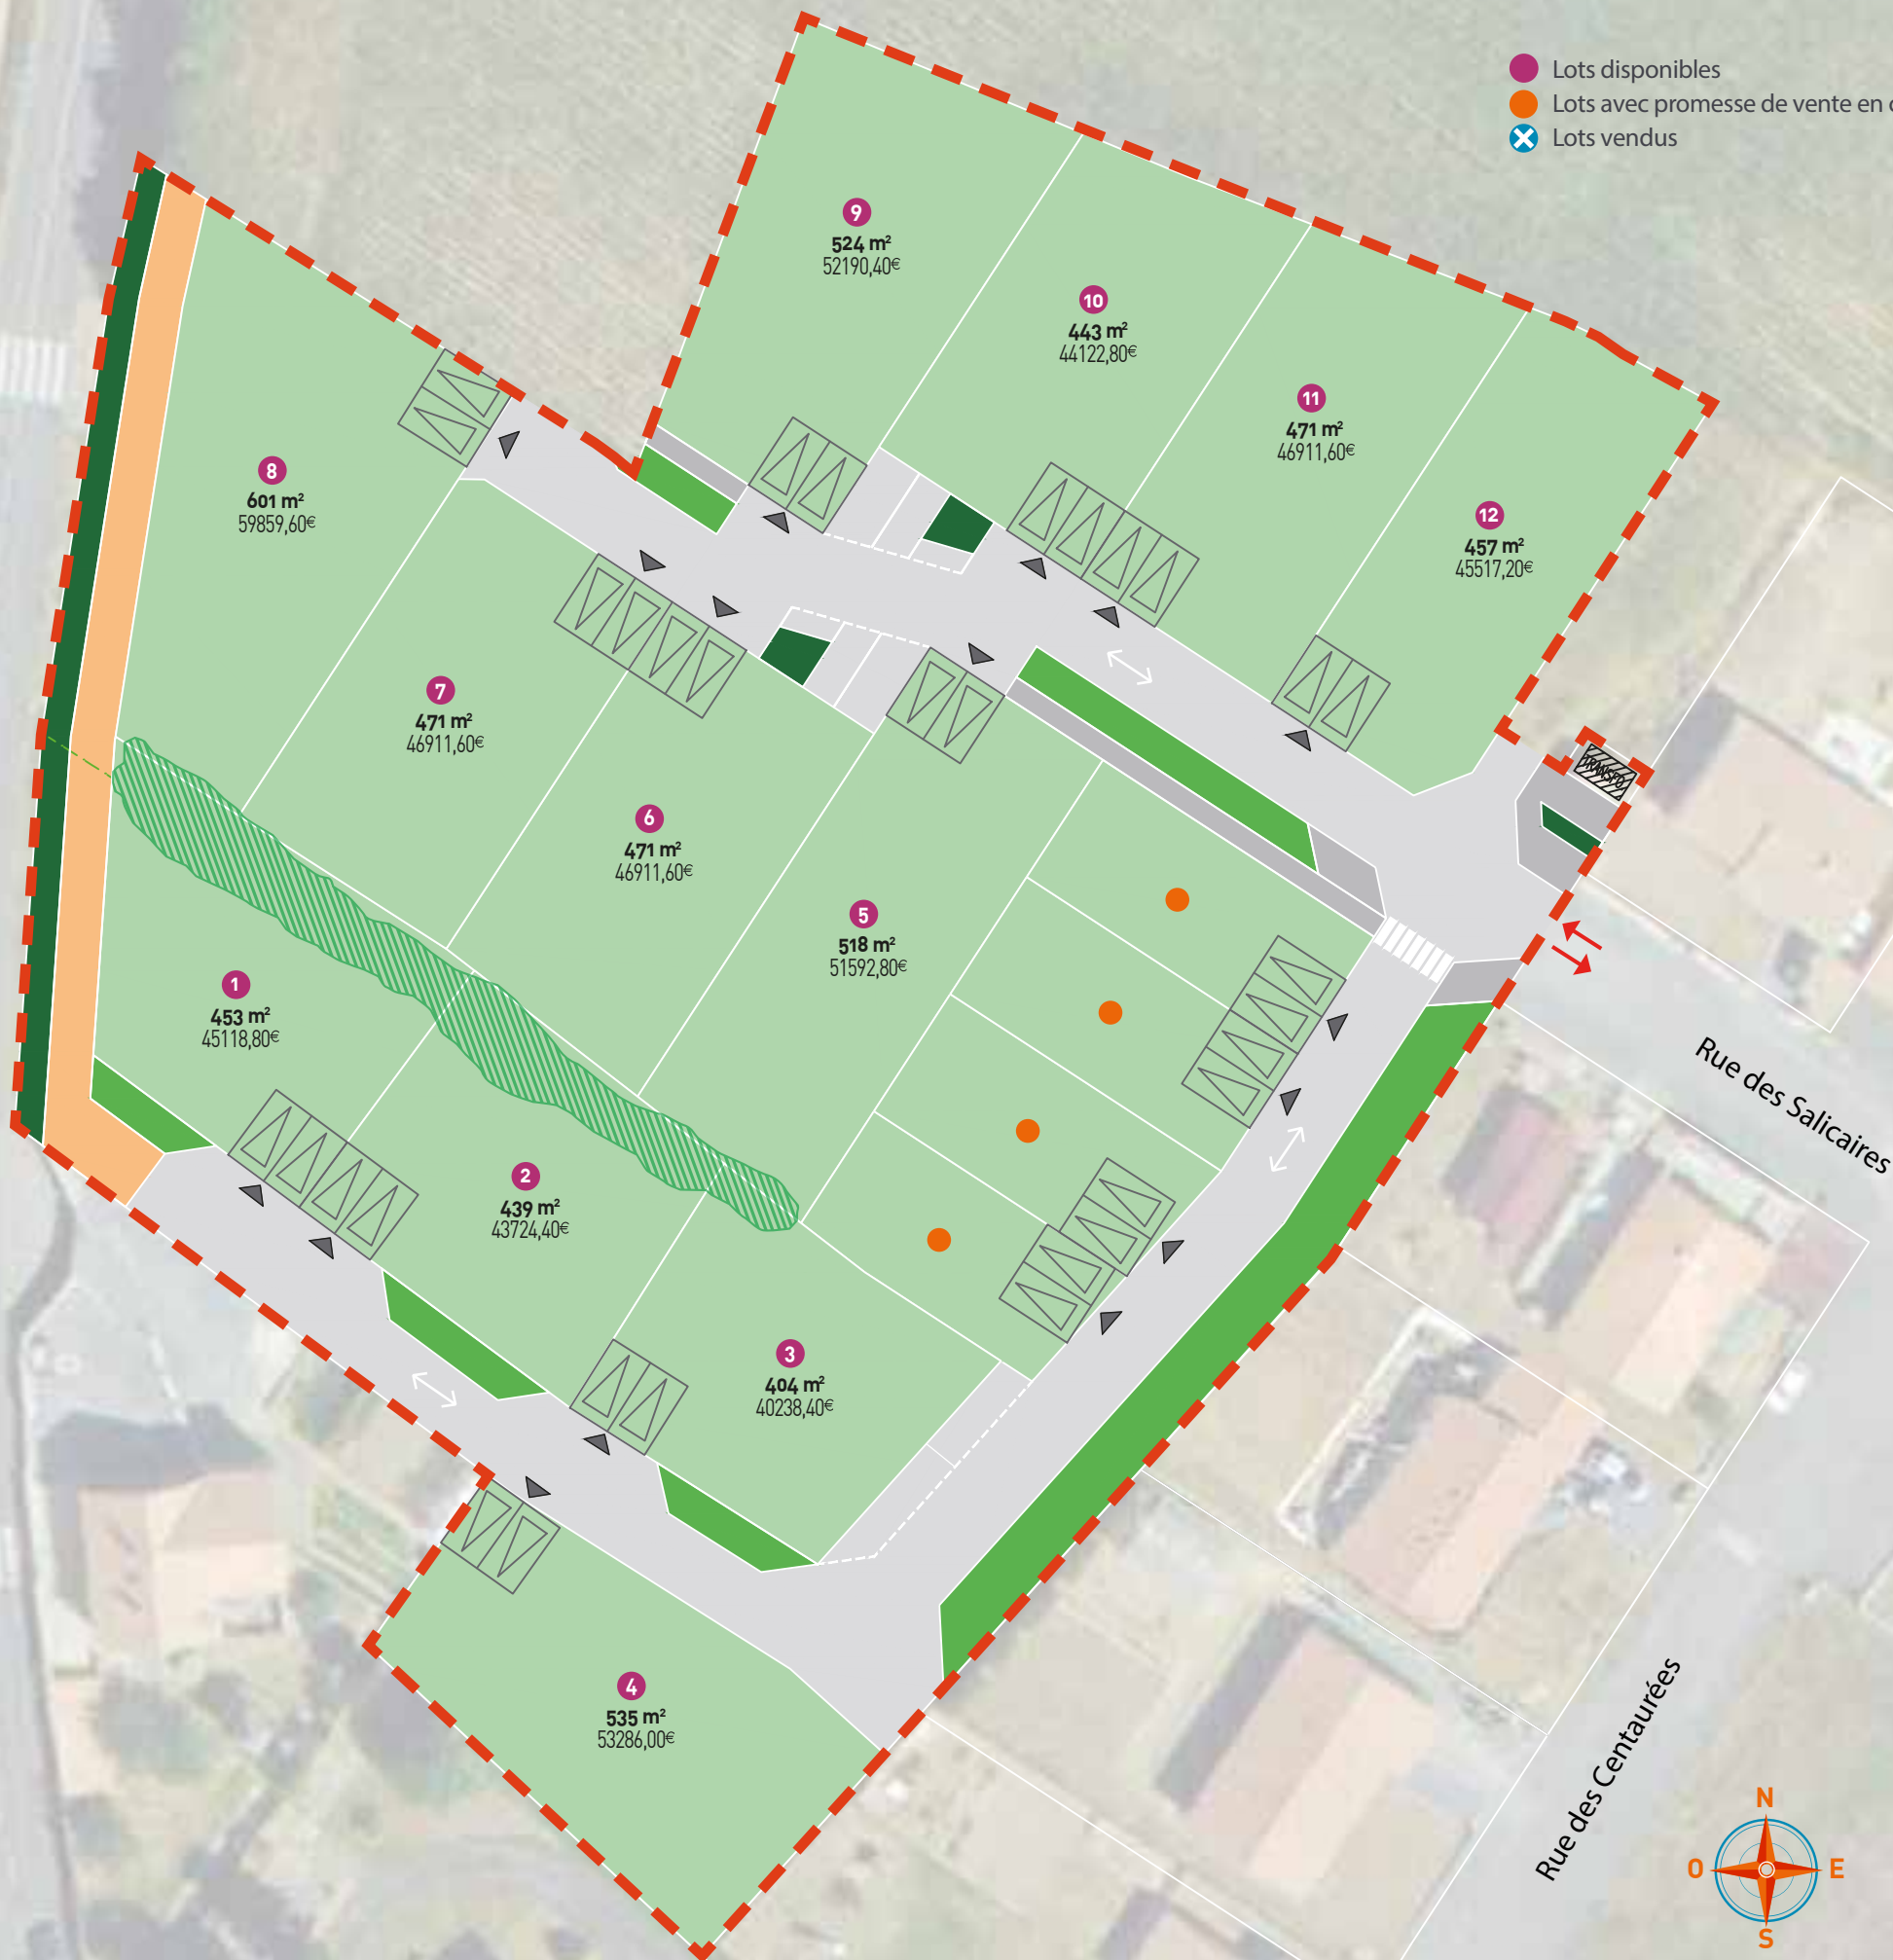 Lots disponibles
Lots avec promesse de vente en
Lots vendus
9
524 m²
52190,40€
10
443 m²
44122,80€
11
471 m²
46911,60€
12
457 m²
45517,20€
8
601 m²
59859,60€
7
471 m²
46911,60€
6
471 m²
46911,60€
5
518 m²
51592,80€
TRANSFO
1
453 m²
45118,80€
2
439 m²
43724,40€
3
404 m²
40238,40€
4
535 m²
53286,00€
Rue des Salicaires
Rue des Centaurées
N
O
E
S